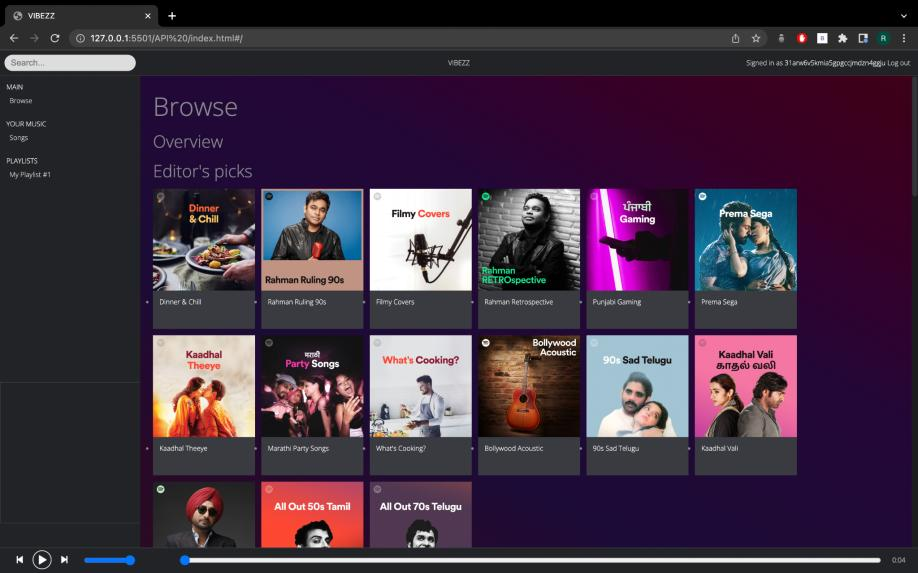 VIBEZZ
127.0.0.1:5501/API%20/index.html#/
R
Search...
VIBEZZ
Signed in as 31arw6v5kmia5gpgccjmdzn4ggju Log out
MAIN
Browse
YOUR MUSIC
Songs
PLAYLISTS
My Playlist #1
Browse
Overview
Editor's picks
Dinner
& Chill
Rahman Ruling 90s
Filmy Covers
Rahman
RETROspective
ਪੰਜਾਬੀ
Gaming
Prema Sega
Dinner & Chill
Rahman Ruling 90s
Filmy Covers
Rahman Retrospective
Punjabi Gaming
Prema Sega
Kaadhal
Theeye
मराठी
Party Songs
What's Cooking?
Bollywood
Acoustic
90s Sad Telugu
Kaadhal Vali
காதல் வலி
Kaadhal Theeye
Marathi Party Songs
What's Cooking?
Bollywood Acoustic
90s Sad Telugu
Kaadhal Vali
All Out 50s Tamil
All Out 70s Telugu
0:04